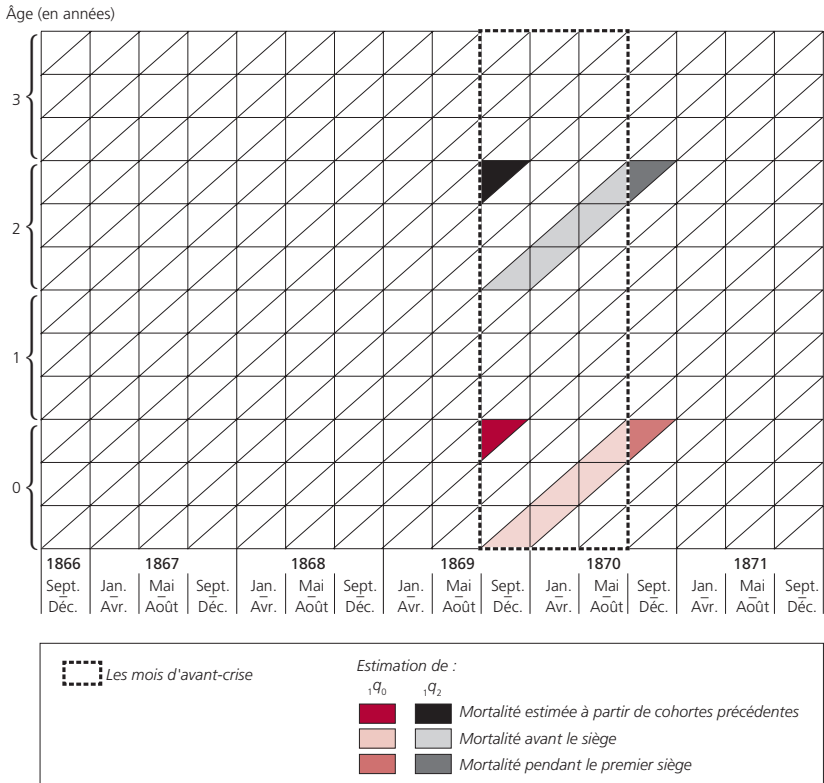 Âge (en années)
3
2
1
0
1866 1867 1868 1869 1870 1871
Sept. – Déc. Jan. – Avr. Mai – Août Sept. – Déc. Jan. – Avr. Mai – Août Sept. – Déc. Jan. – Avr. Mai – Août Sept. – Déc. Jan. – Avr. Mai – Août Sept. – Déc. Jan. – Avr. Mai – Août Sept. – Déc.
Les mois d'avant-crise
Estimation de :
₁q₀ ₁q₂
Mortalité estimée à partir de cohortes précédentes
Mortalité avant le siège
Mortalité pendant le premier siège